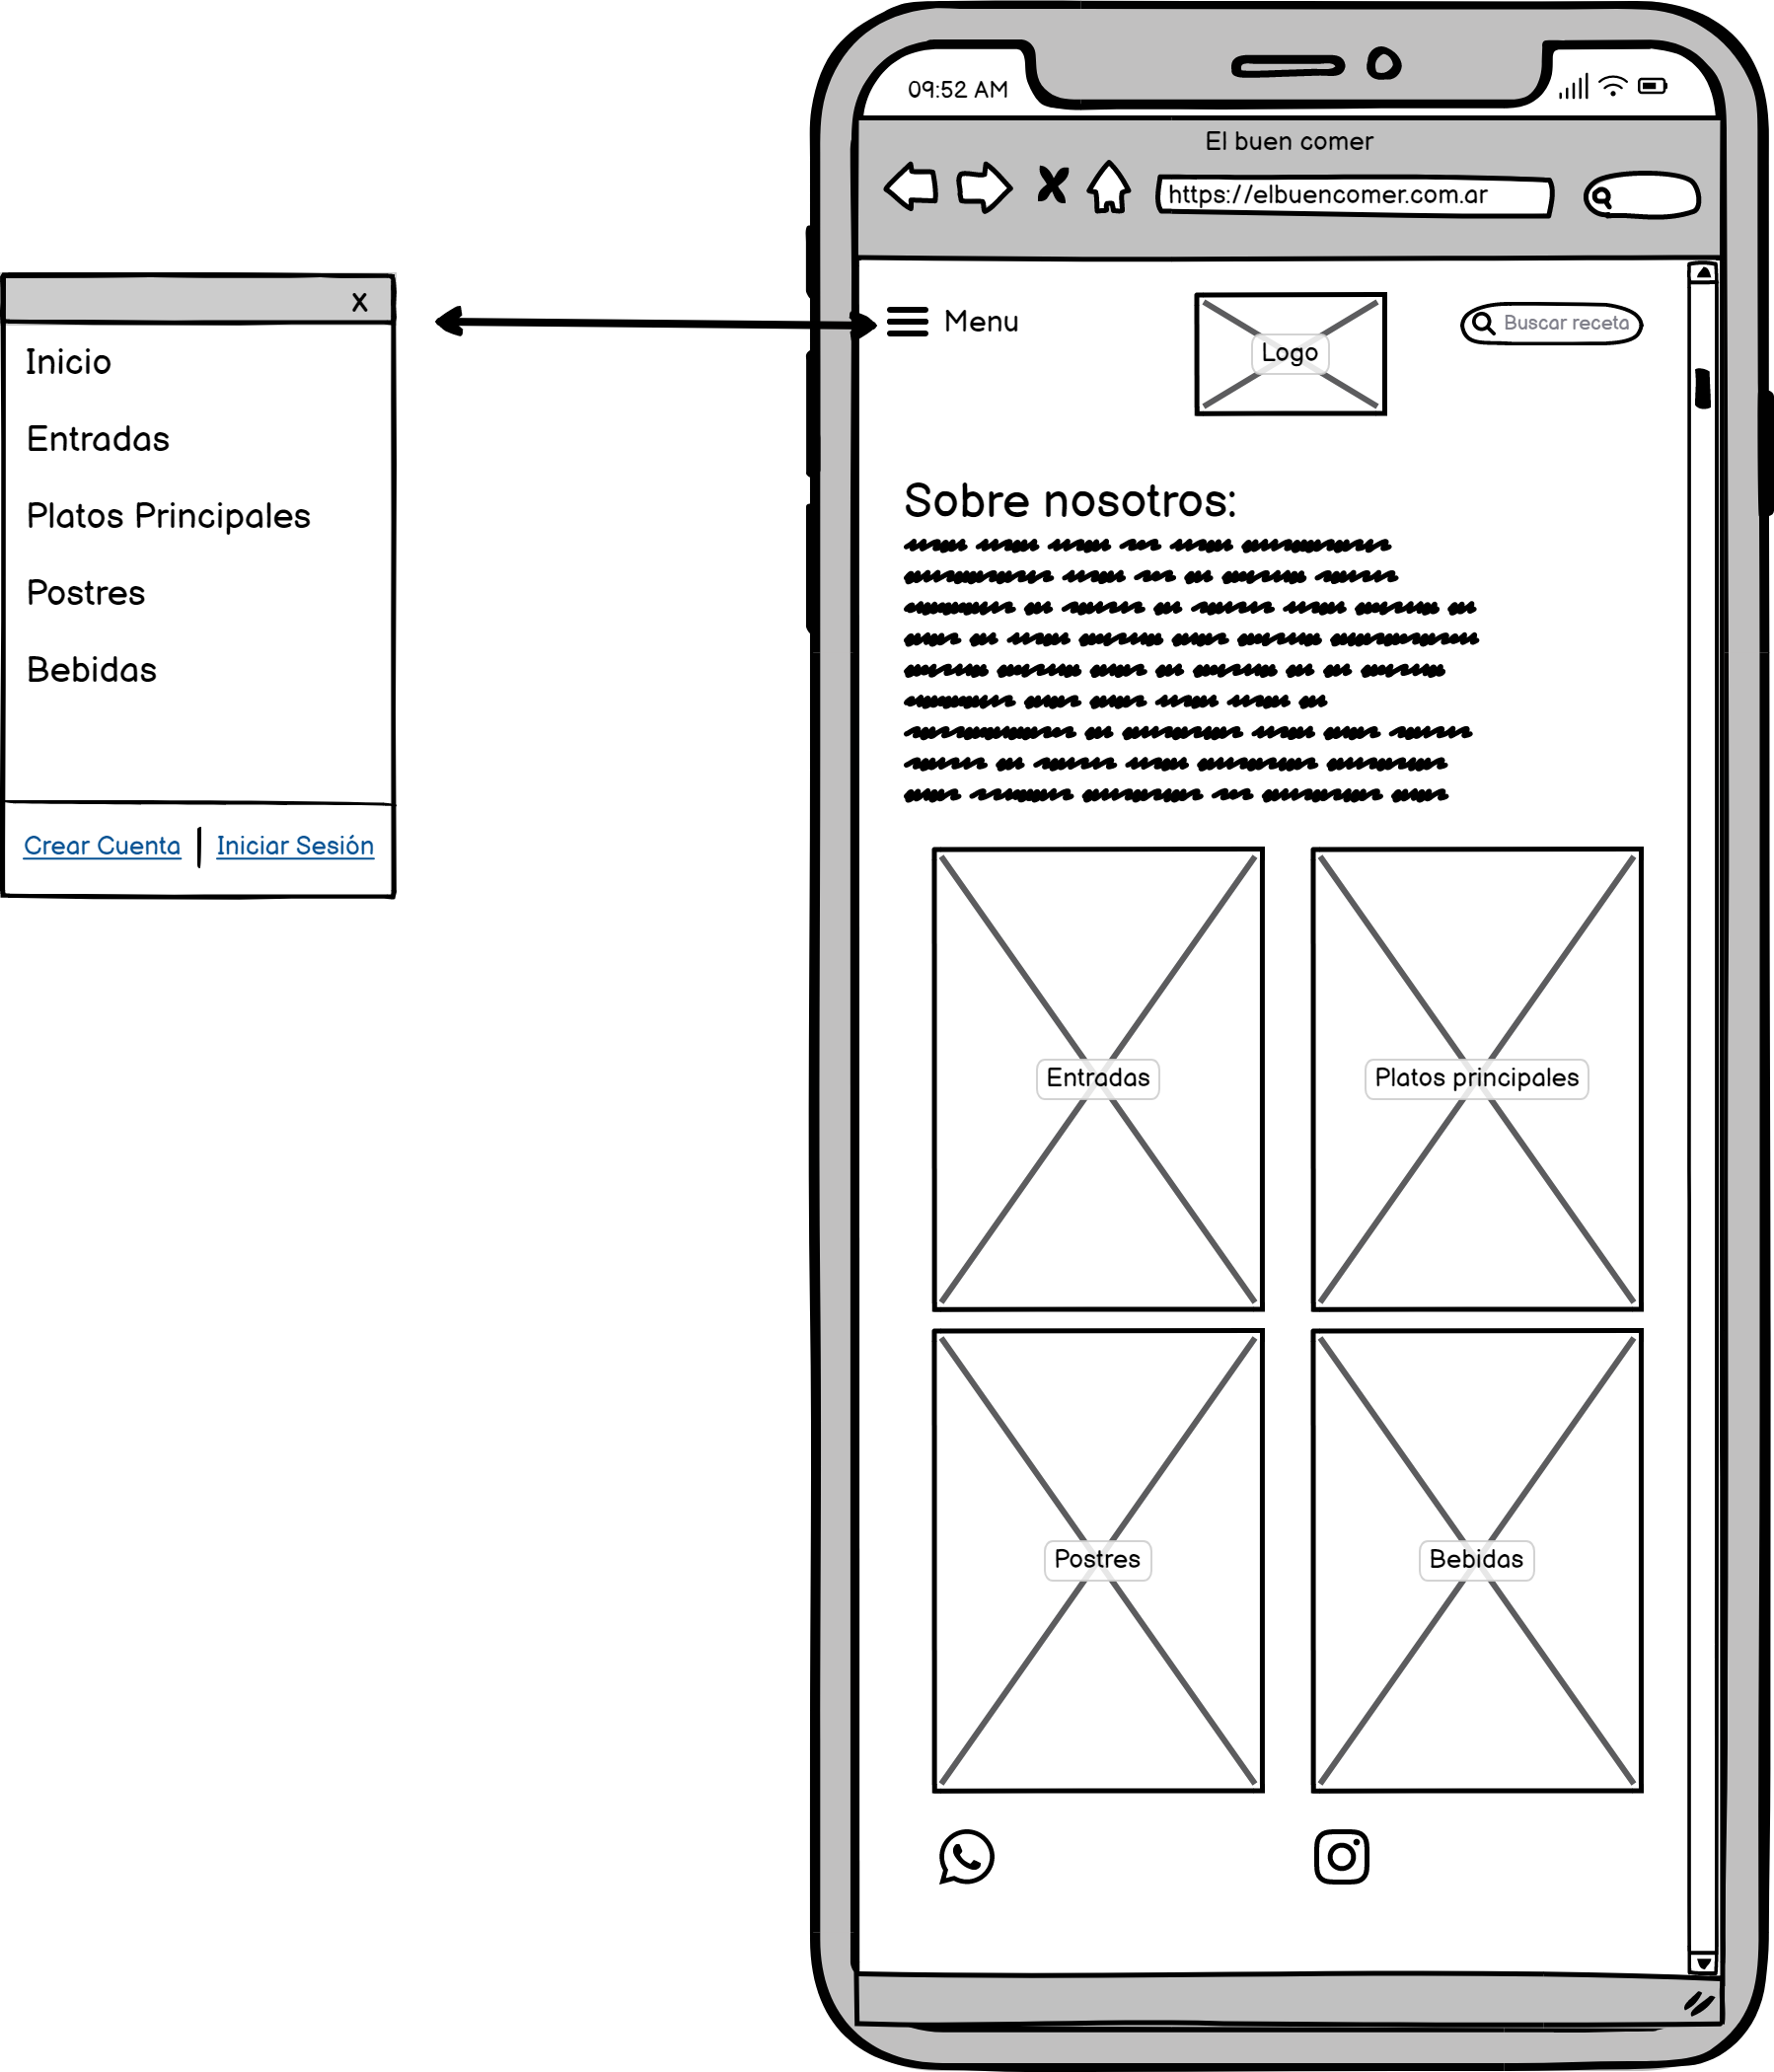 09:52 AM
El buen comer
https://elbuencomer.com.ar
Menu
Logo
Buscar receta
x
Inicio
Entradas
Platos Principales
Postres
Bebidas
Crear Cuenta | Iniciar Sesión
Sobre nosotros:
Entradas
Platos principales
Postres
Bebidas